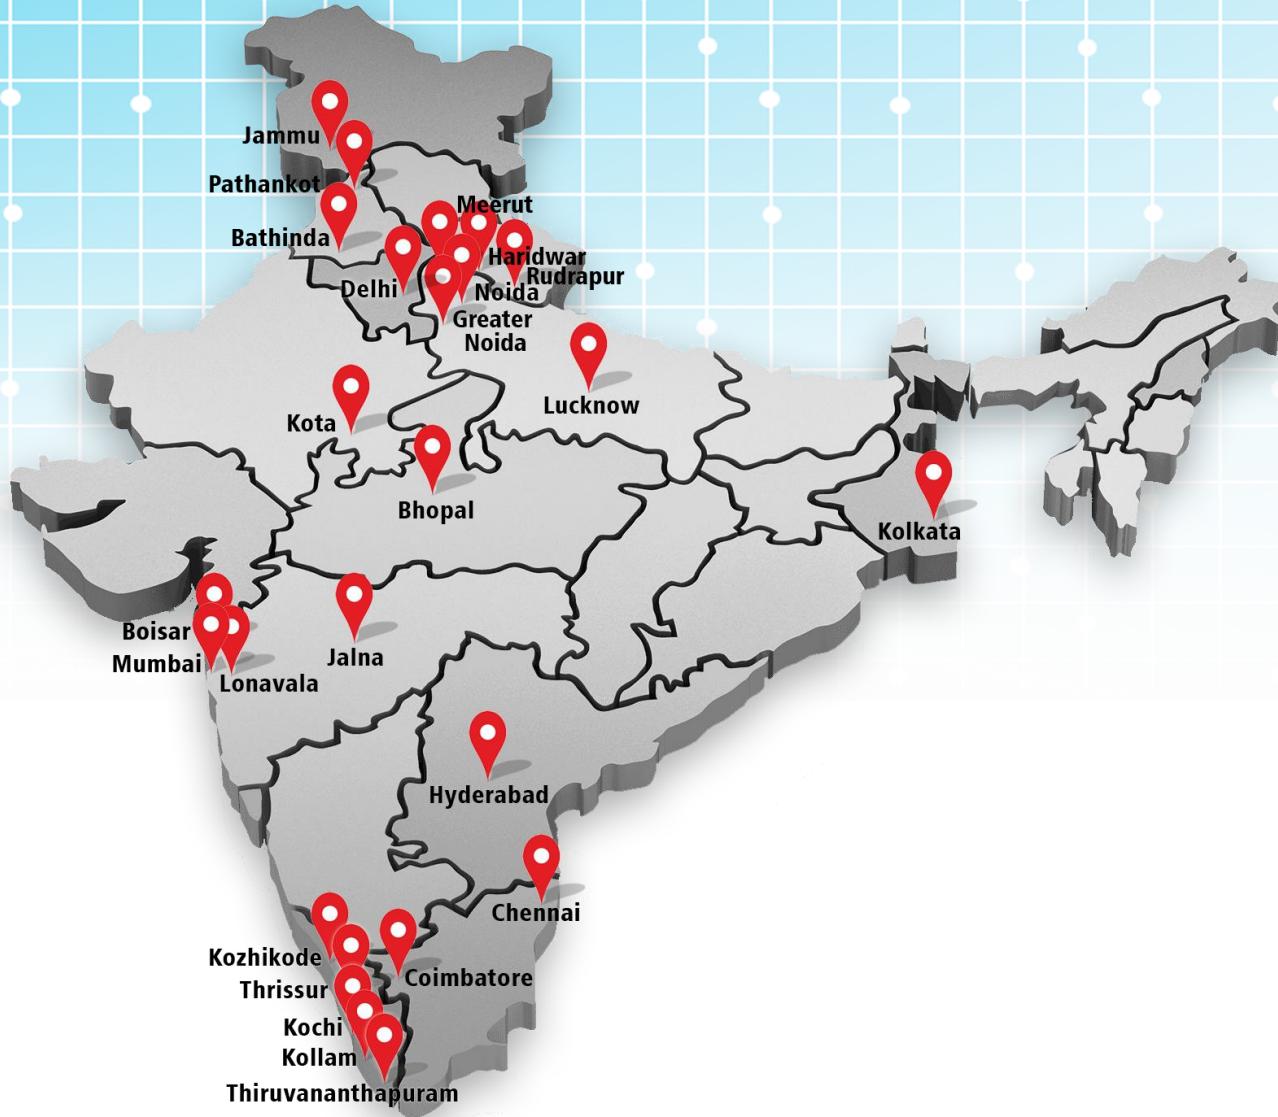 Jammu
Pathankot
Meerut
Bathinda
Haridwar
Rudrapur
Delhi
Noida
Greater
Noida
Lucknow
Kota
Bhopal
Kolkata
Boisar
Mumbai
Jalna
Lonavala
Hyderabad
Chennai
Kozhikode
Coimbatore
Thrissur
Kochi
Kollam
Thiruvananthapuram